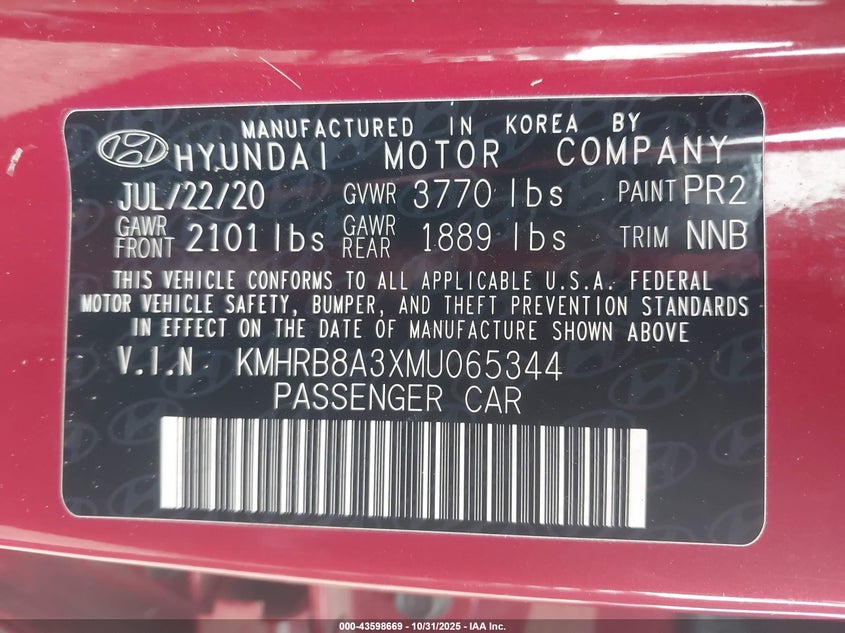 MANUFACTURED IN KOREA BY
HYUNDAI MOTOR COMPANY
JUL/22/20 GVWR 3770 lbs PAINT PR2
GAWR FRONT 2101 lbs GAWR REAR 1889 lbs TRIM NNB
THIS VEHICLE CONFORMS TO ALL APPLICABLE U.S.A. FEDERAL
MOTOR VEHICLE SAFETY, BUMPER, AND THEFT PREVENTION STANDARDS
IN EFFECT ON THE DATE OF MANUFACTURE SHOWN ABOVE
V.I.N KMHRB8A3XMU065344
PASSENGER CAR
000-43598669 - 10/31/2025 - IAA Inc.